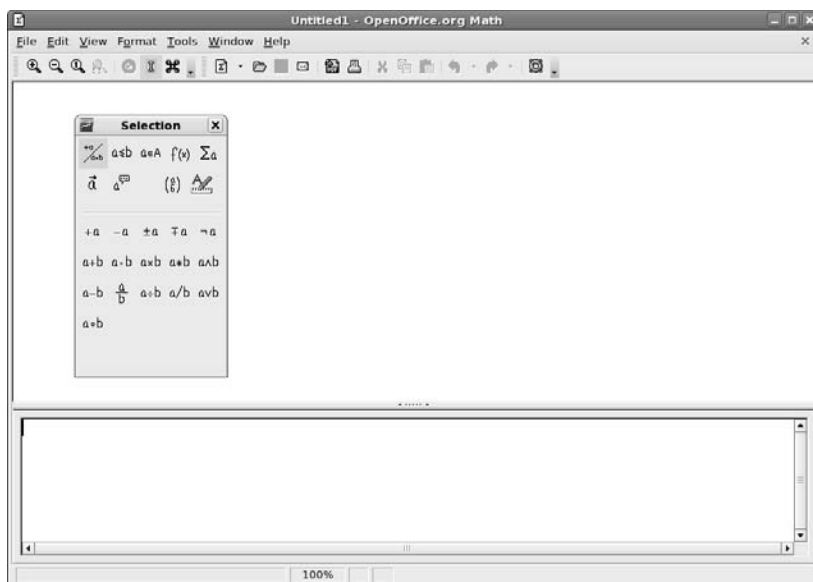 Untitled1 - OpenOffice.org Math
File Edit View Format Tools Window Help
Selection
+a/a+b a≤b a∈A f(x) Σa
a⃗ (a b)
+a -a ±a ∓a ¬a
a+b a·b a×b a∗b a∧b
a-b a/b a÷b a/b a∨b
a∘b
100%